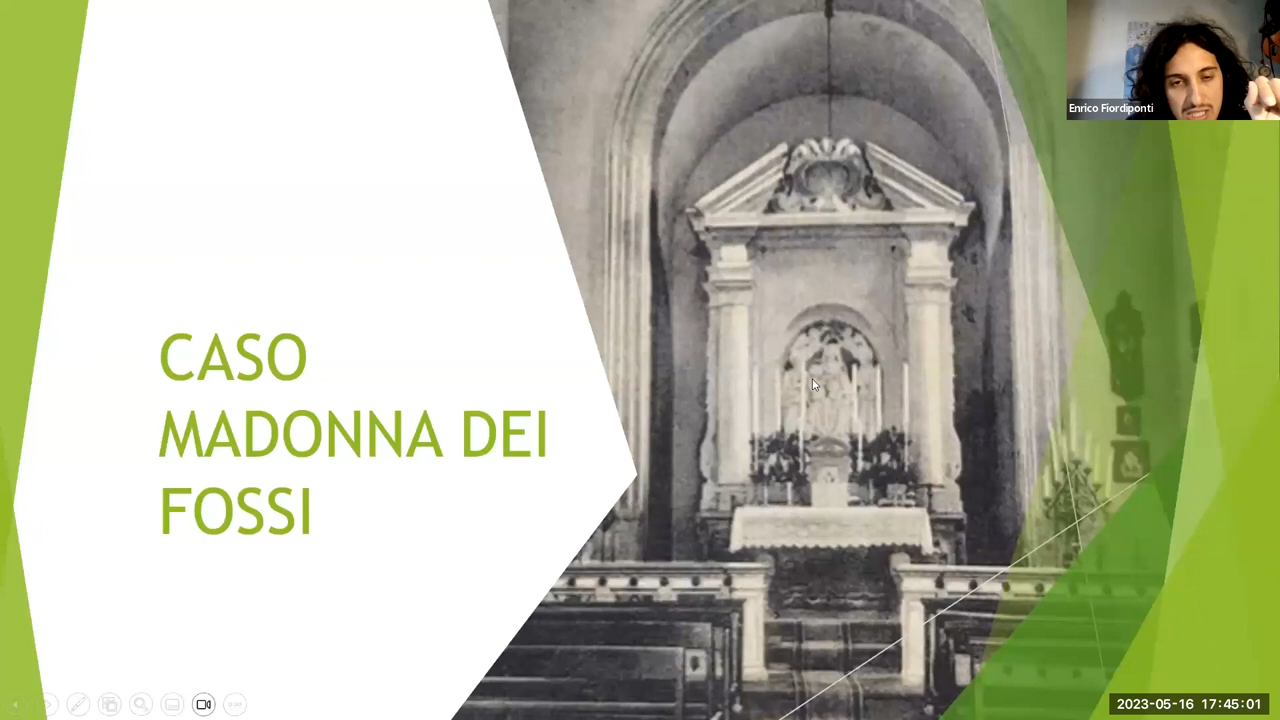 Enrico Fiordiponti
CASO
MADONNA DEI
FOSSI
2023-05-16 17:45:01